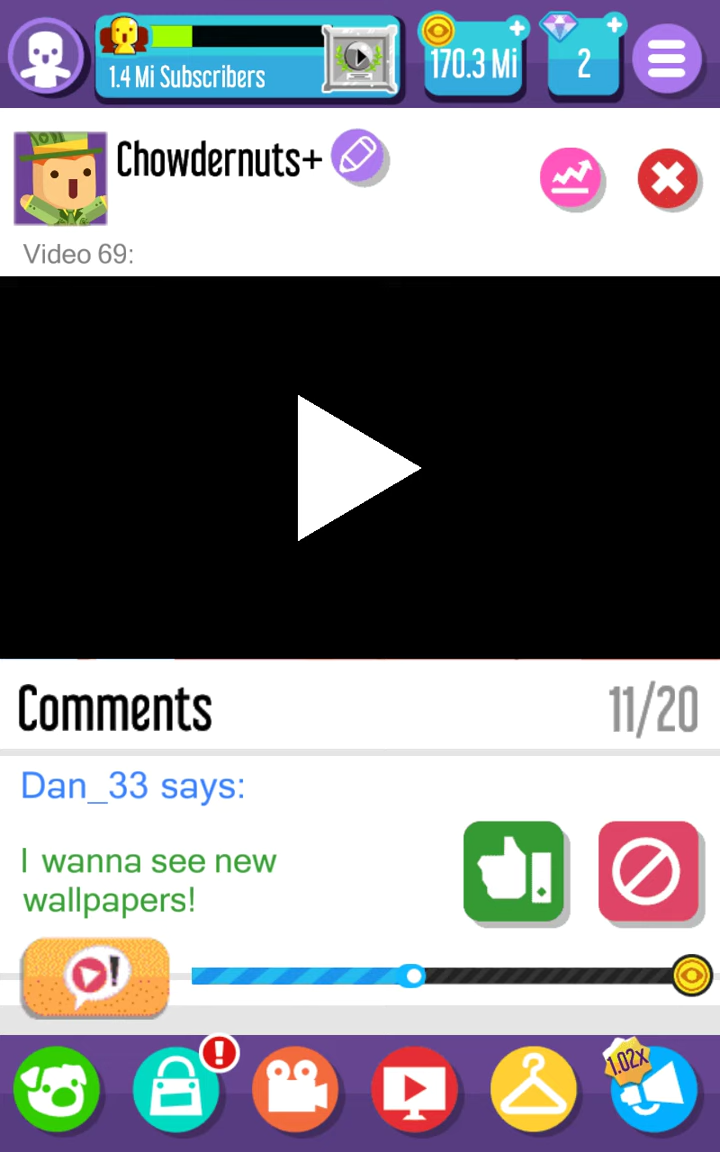 1.4 Mi Subscribers
170.3 Mi
2
Chowdernuts+
Video 69:
Comments
11/20
Dan_33 says:
I wanna see new
wallpapers!
!
!
1.02x